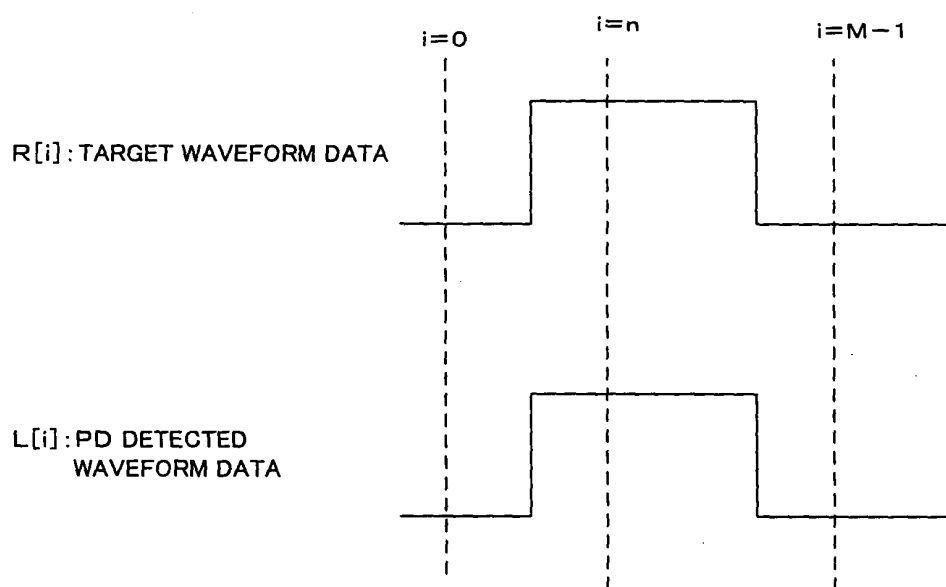 i=0
i=n
i=M-1
R[i]: TARGET WAVEFORM DATA
L[i]: PD DETECTED
WAVEFORM DATA